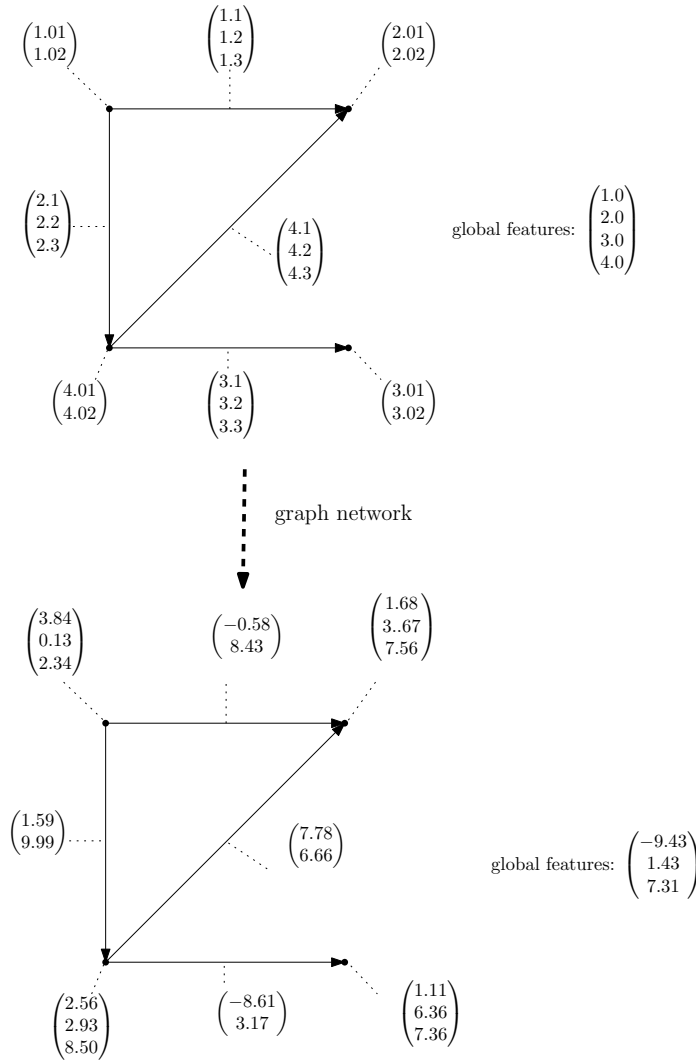 (1.01 1.02)
(1.1 1.2 1.3)
(2.01 2.02)
(2.1 2.2 2.3)
(4.1 4.2 4.3)
global features: (1.0 2.0 3.0 4.0)
(4.01 4.02)
(3.1 3.2 3.3)
(3.01 3.02)
graph network
(3.84 0.13 2.34)
(−0.58 8.43)
(1.68 3..67 7.56)
(1.59 9.99)
(7.78 6.66)
global features: (−9.43 1.43 7.31)
(2.56 2.93 8.50)
(−8.61 3.17)
(1.11 6.36 7.36)